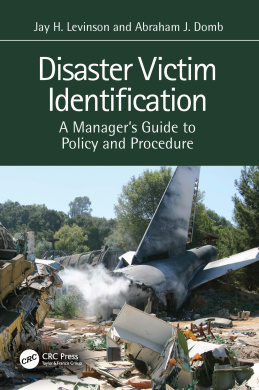 Jay H. Levinson and Abraham J. Domb
Disaster Victim
Identification
A Manager's Guide to
Policy and Procedure
CRC
CRC Press
Taylor & Francis Group